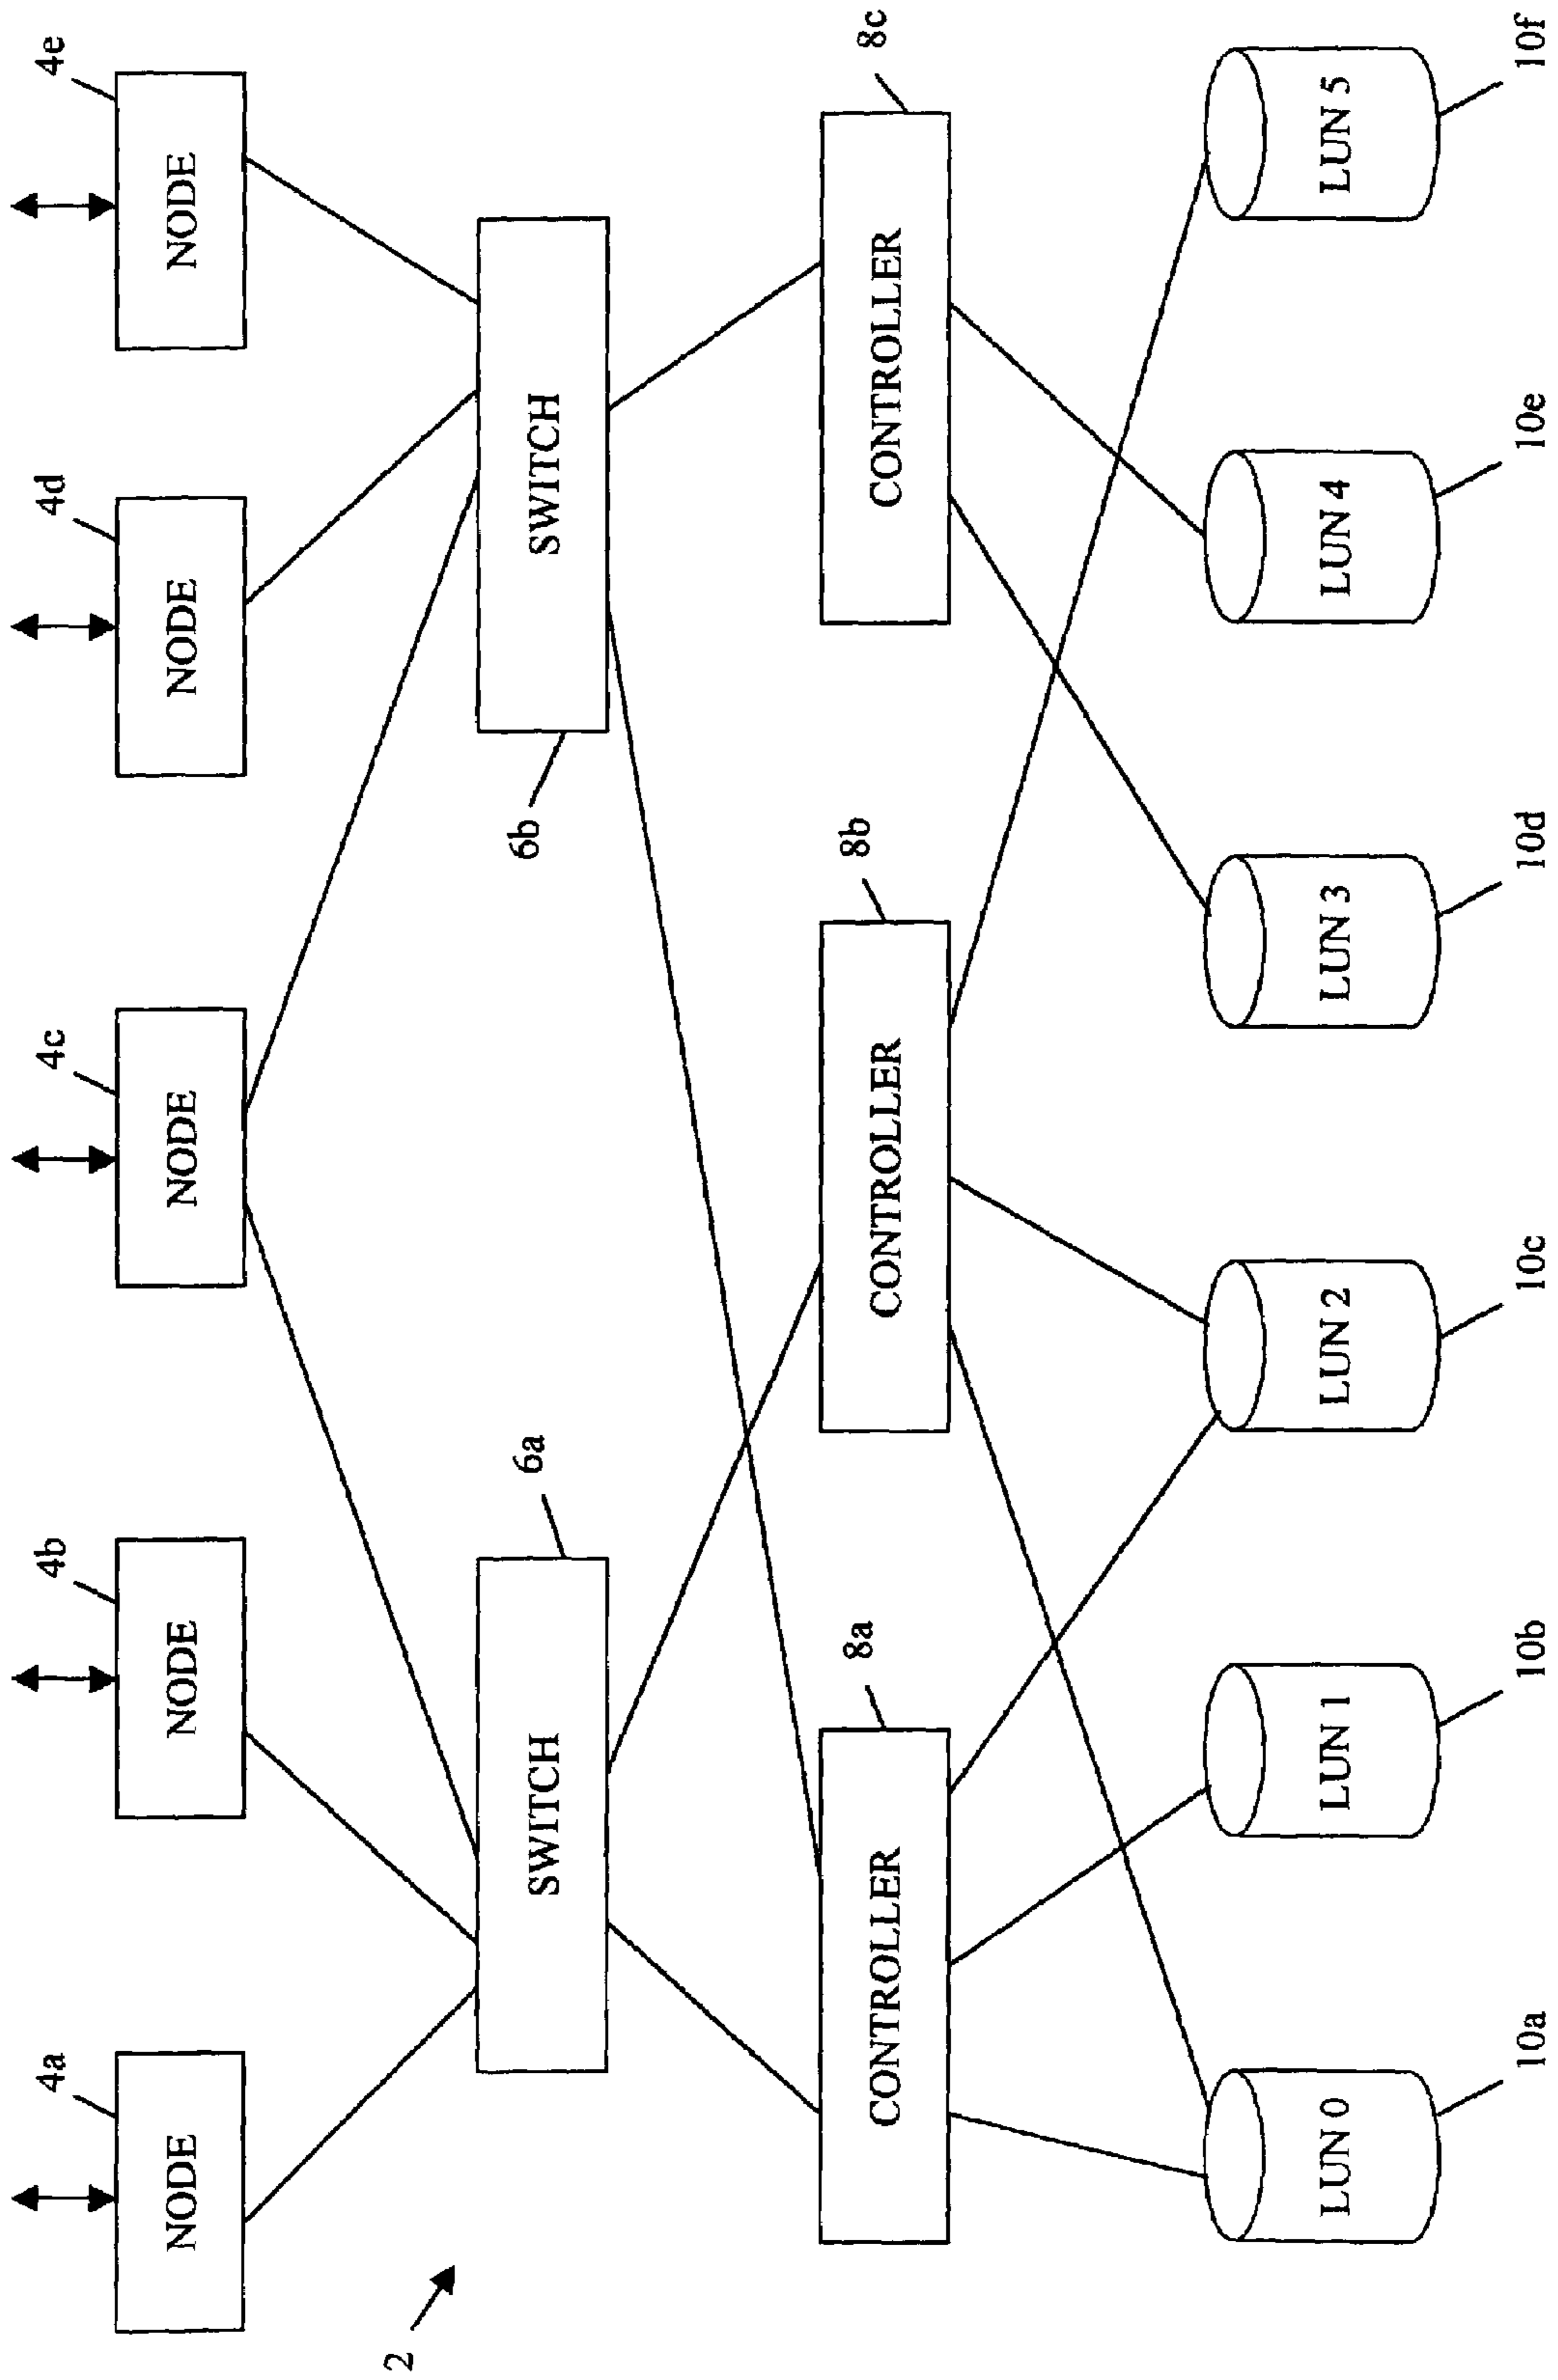 4a
4b
4c
4d
4e
NODE
NODE
NODE
NODE
NODE
2
6a
6b
SWITCH
SWITCH
8a
8b
8c
CONTROLLER
CONTROLLER
CONTROLLER
LUN 0
LUN 1
LUN 2
LUN 3
LUN 4
LUN 5
10a
10b
10c
10d
10e
10f